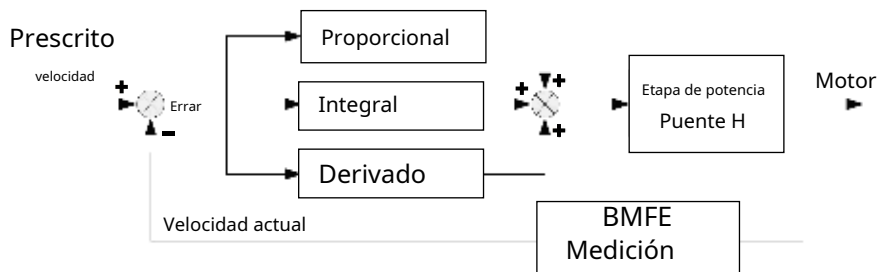 Prescrito
velocidad
+
Errar
−
Proporcional
Integral
Derivado
+
+
+
Etapa de potencia
Puente H
Motor
Velocidad actual
BMFE
Medición